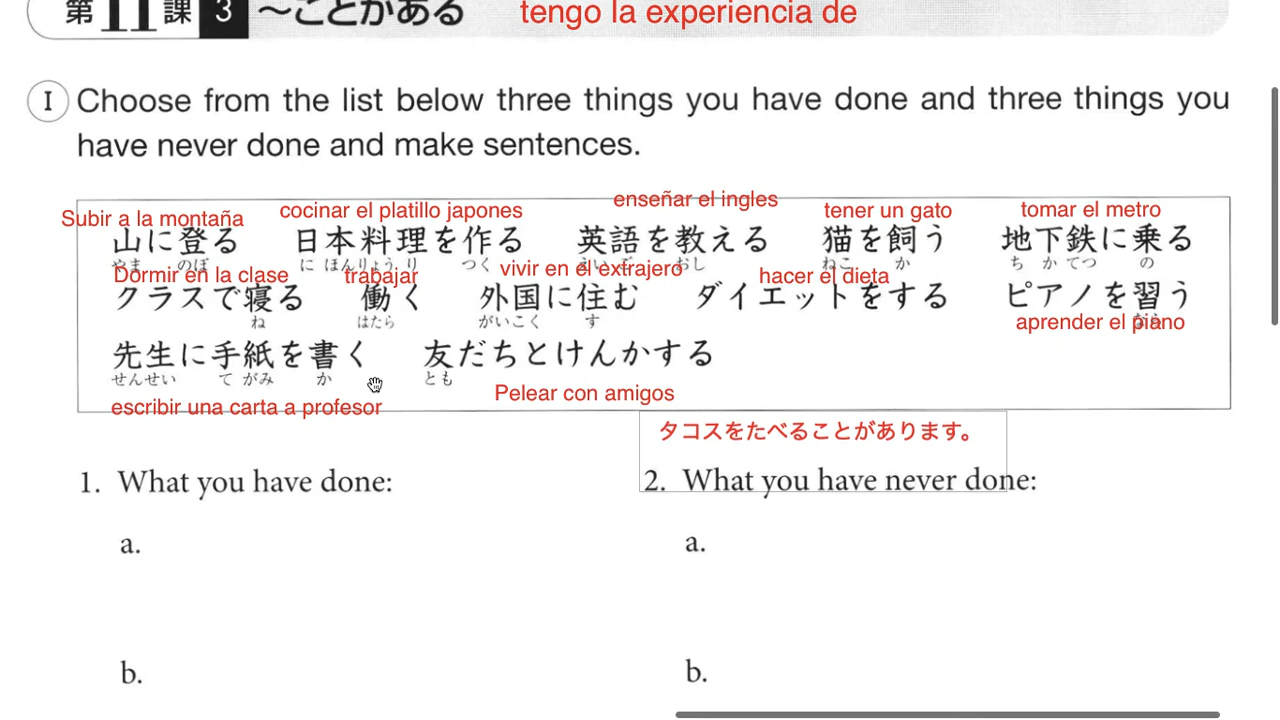 第11課 3 ～ことがある tengo la experiencia de
I Choose from the list below three things you have done and three things you
have never done and make sentences.
Subir a la montaña cocinar el platillo japones enseñar el ingles tener un gato tomar el metro
山に登る 日本料理を作る 英語を教える 猫を飼う 地下鉄に乗る
やま のぼ に ほんりょう り つく えい ご おし ねこ か ち か てつ の
Dormir en la clase trabajar vivir en el extrajero hacer el dieta
クラスで寝る 働く 外国に住む ダイエットをする ピアノを習う
ね はたら がいこく す なら
aprender el piano
先生に手紙を書く 友だちとけんかする
せんせい て がみ か とも
escribir una carta a profesor Pelear con amigos
タコスをたべることがあります。
1. What you have done: 2. What you have never done:
a. a.
b. b.